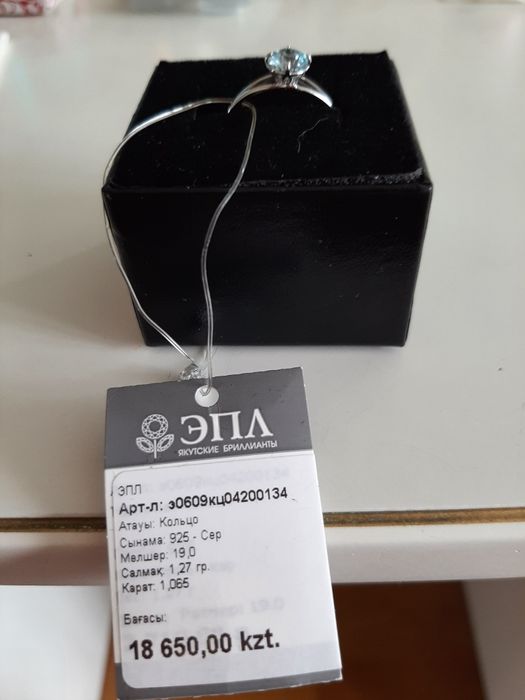 ЭПЛ
ЯКУТСКИЕ БРИЛЛИАНТЫ
ЭПЛ
Арт-л: э0609кц04200134
Атауы: Кольцо
Сынама: 925 - Сер
Мөлшер: 19,0
Салмақ: 1,27 гр.
Карат: 1,065
Бағасы:
18 650,00 kzt.